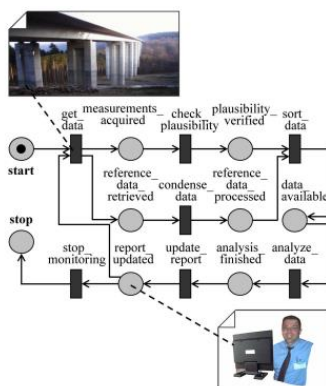 get_
data
measurements_
acquired
check_
plausibility
plausibility_
verified
sort_
data
start
reference_
data_
retrieved
condense_
data
reference_
data_
processed
data_
available
stop
stop_
monitoring
report_
updated
update_
report
analysis_
finished
analyze_
data